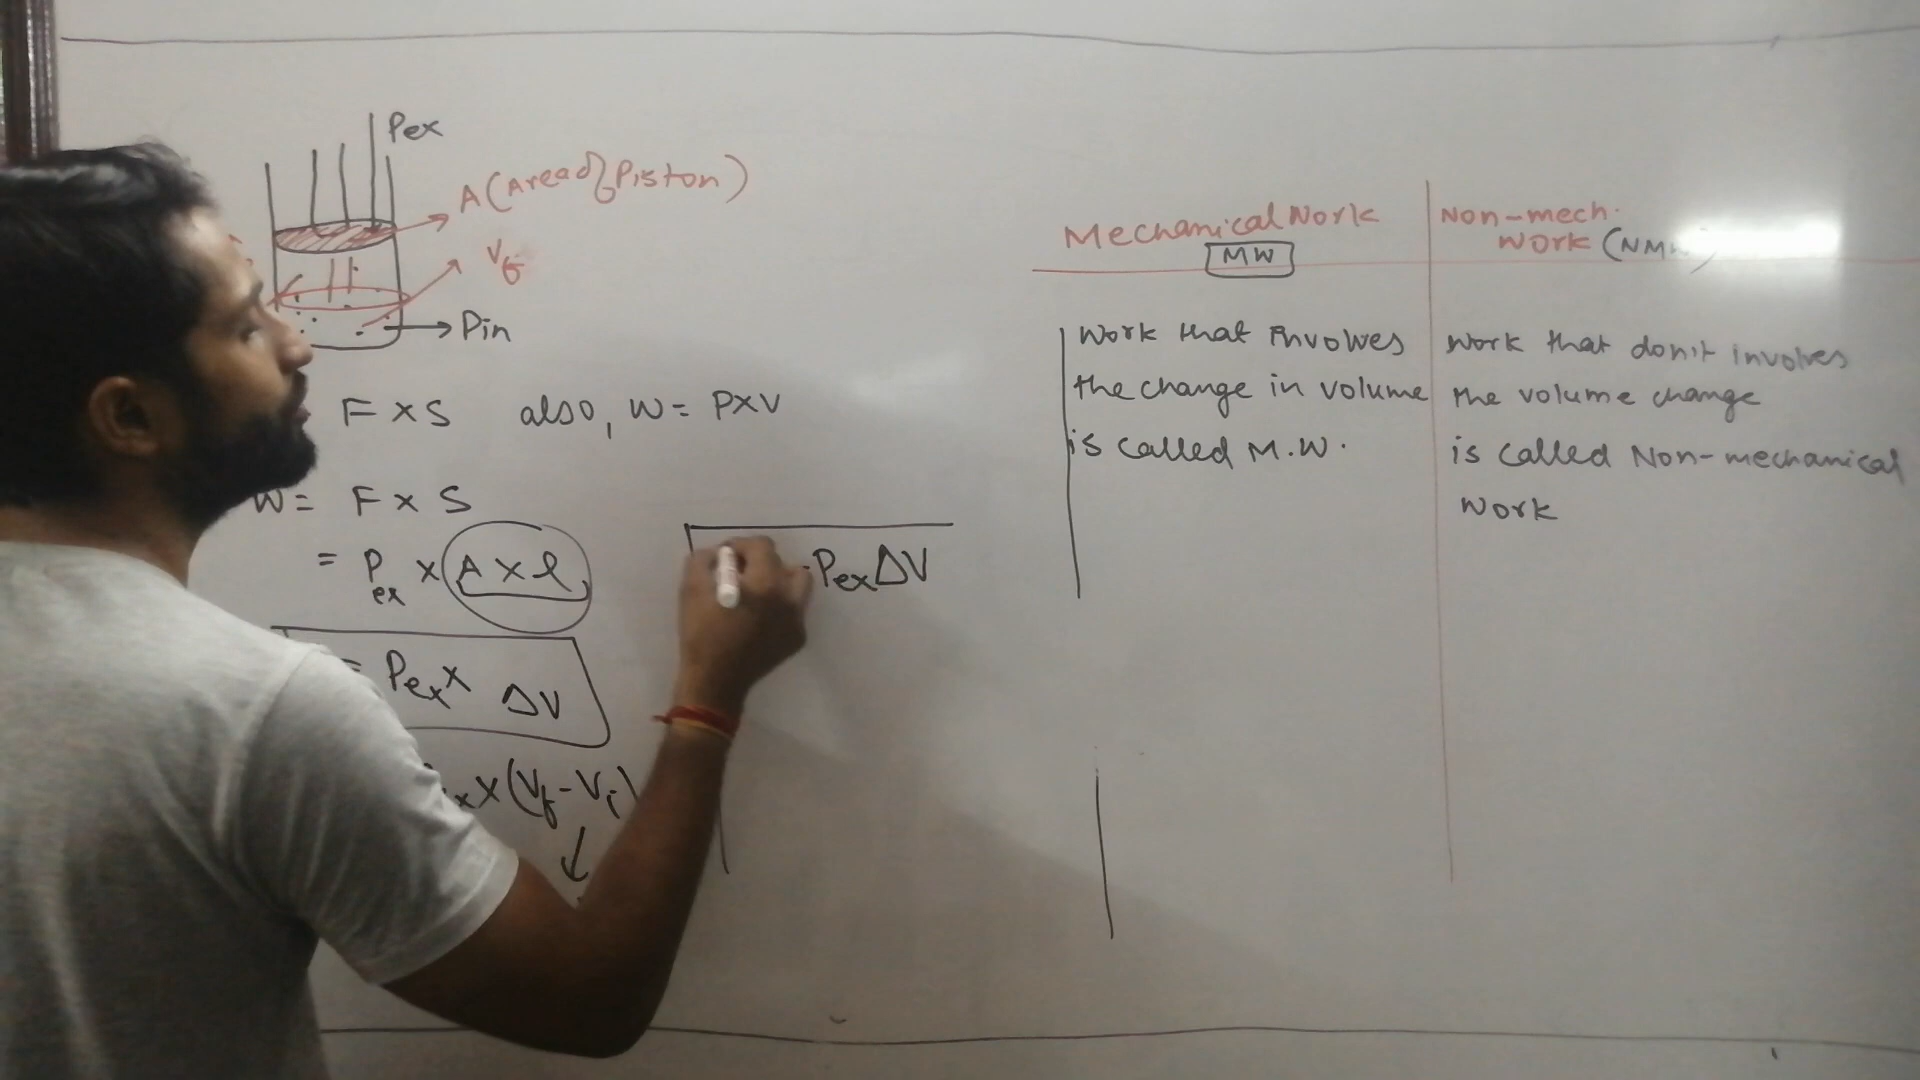 Pex
A (Area of Piston)
Vf
Pin
F × S also, W = P×V
W = F × S
= Pex × A × l
= Pex × ΔV
x × (Vf - Vi)
- Pex ΔV
Mechanical Work
MW
Work that Involves
the change in volume
is called M.W.
Non-mech.
Work (NMW)
Work that don't involves
the volume change
is called Non-mechanical
Work